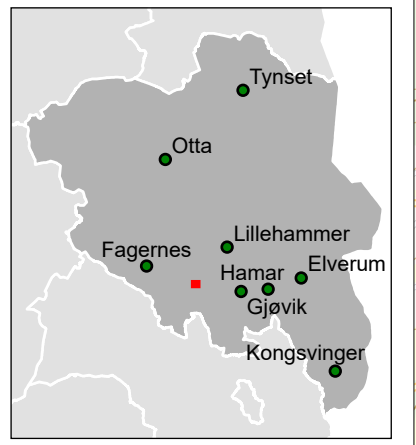 Tynset
Otta
Lillehammer
Fagernes
Hamar
Elverum
Gjøvik
Kongsvinger